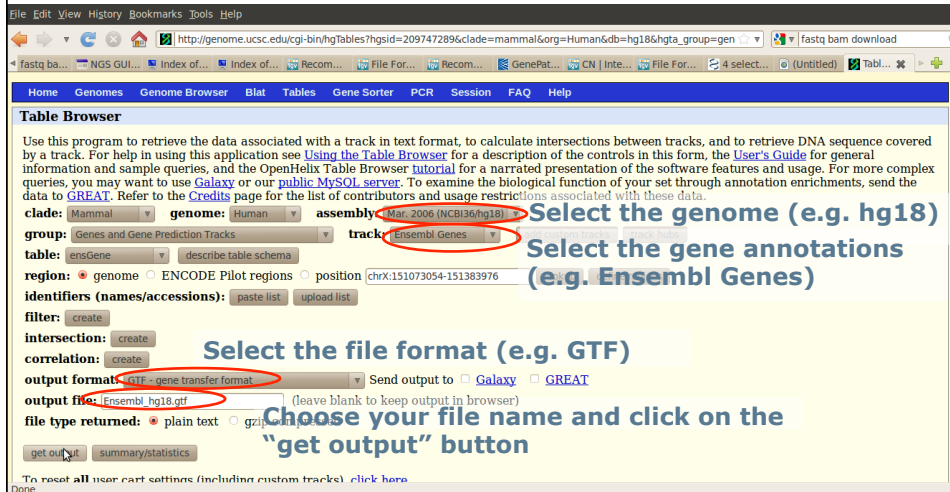 File Edit View History Bookmarks Tools Help
http://genome.ucsc.edu/cgi-bin/hgTables?hgsid=209747289&clade=mammal&org=Human&db=hg18&hgta_group=gen
fastq bam download
fastq ba... NGS GUI... Index of... Index of... Recom... File For... Recom... GenePat... CN | Inte... File For... 4 select... (Untitled) Tabl...
Home Genomes Genome Browser Blat Tables Gene Sorter PCR Session FAQ Help
Table Browser
Use this program to retrieve the data associated with a track in text format, to calculate intersections between tracks, and to retrieve DNA sequence covered
by a track. For help in using this application see Using the Table Browser for a description of the controls in this form, the User's Guide for general
information and sample queries, and the OpenHelix Table Browser tutorial for a narrated presentation of the software features and usage. For more complex
queries, you may want to use Galaxy or our public MySQL server. To examine the biological function of your set through annotation enrichments, send the
data to GREAT. Refer to the Credits page for the list of contributors and usage restrictions associated with these data.
clade: Mammal genome: Human assembly: Mar. 2006 (NCBI36/hg18)
Select the genome (e.g. hg18)
group: Genes and Gene Prediction Tracks track: Ensembl Genes add custom tracks track hubs
Select the gene annotations
(e.g. Ensembl Genes)
table: ensGene describe table schema
region: genome ENCODE Pilot regions position chrX:151073054-151383976
identifiers (names/accessions): paste list upload list
filter: create
intersection: create
correlation: create
Select the file format (e.g. GTF)
output format: GTF - gene transfer format Send output to Galaxy GREAT
output file: Ensembl_hg18.gtf (leave blank to keep output in browser)
file type returned: plain text gzip compressed
Choose your file name and click on the
“get output” button
get output summary/statistics
To reset all user cart settings (including custom tracks), click here.
Done